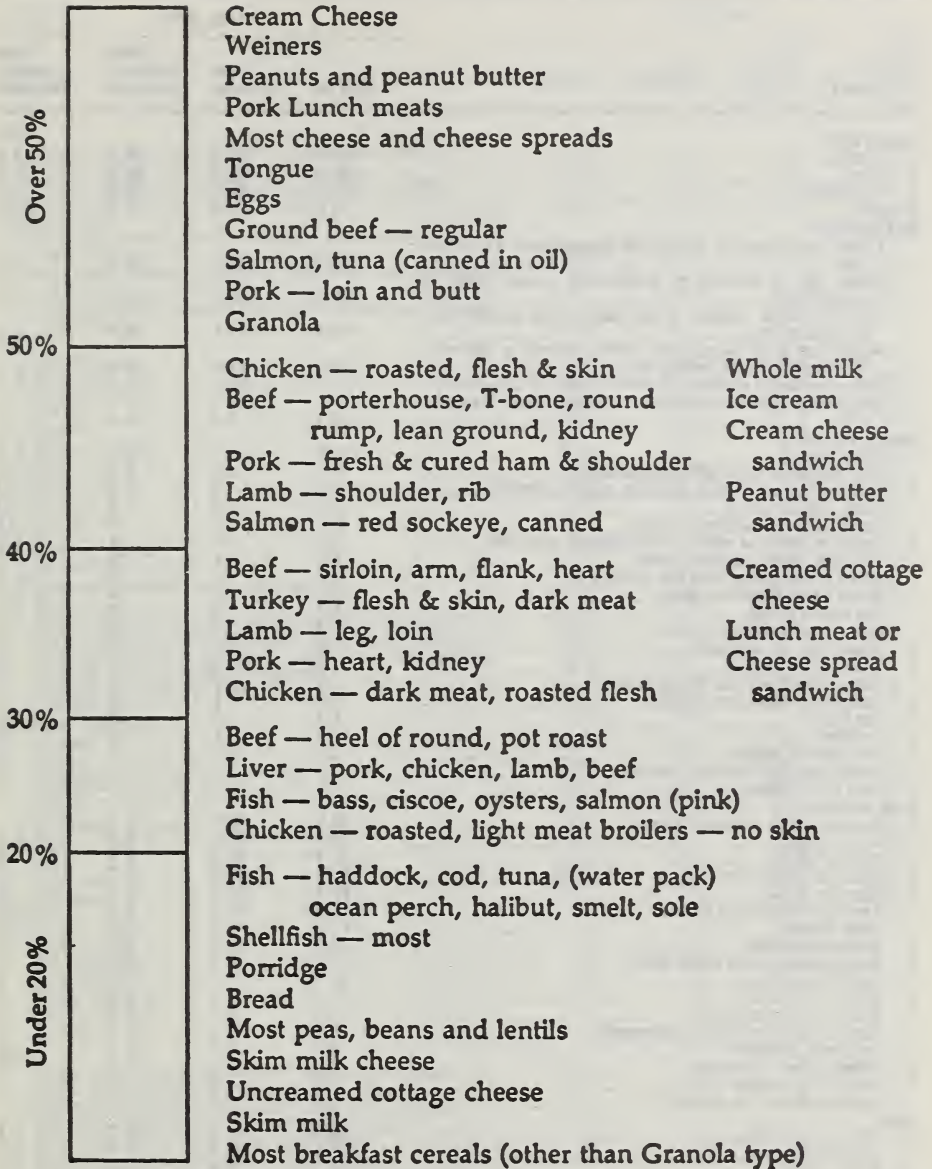 Over 50%
Cream Cheese
Weiners
Peanuts and peanut butter
Pork Lunch meats
Most cheese and cheese spreads
Tongue
Eggs
Ground beef — regular
Salmon, tuna (canned in oil)
Pork — loin and butt
Granola
50%
Chicken — roasted, flesh & skin
Beef — porterhouse, T-bone, round
rump, lean ground, kidney
Pork — fresh & cured ham & shoulder
Lamb — shoulder, rib
Salmon — red sockeye, canned
Whole milk
Ice cream
Cream cheese
sandwich
Peanut butter
sandwich
40%
Beef — sirloin, arm, flank, heart
Turkey — flesh & skin, dark meat
Lamb — leg, loin
Pork — heart, kidney
Chicken — dark meat, roasted flesh
Creamed cottage
cheese
Lunch meat or
Cheese spread
sandwich
30%
Beef — heel of round, pot roast
Liver — pork, chicken, lamb, beef
Fish — bass, ciscoe, oysters, salmon (pink)
Chicken — roasted, light meat broilers — no skin
20%
Under 20%
Fish — haddock, cod, tuna, (water pack)
ocean perch, halibut, smelt, sole
Shellfish — most
Porridge
Bread
Most peas, beans and lentils
Skim milk cheese
Uncreamed cottage cheese
Skim milk
Most breakfast cereals (other than Granola type)